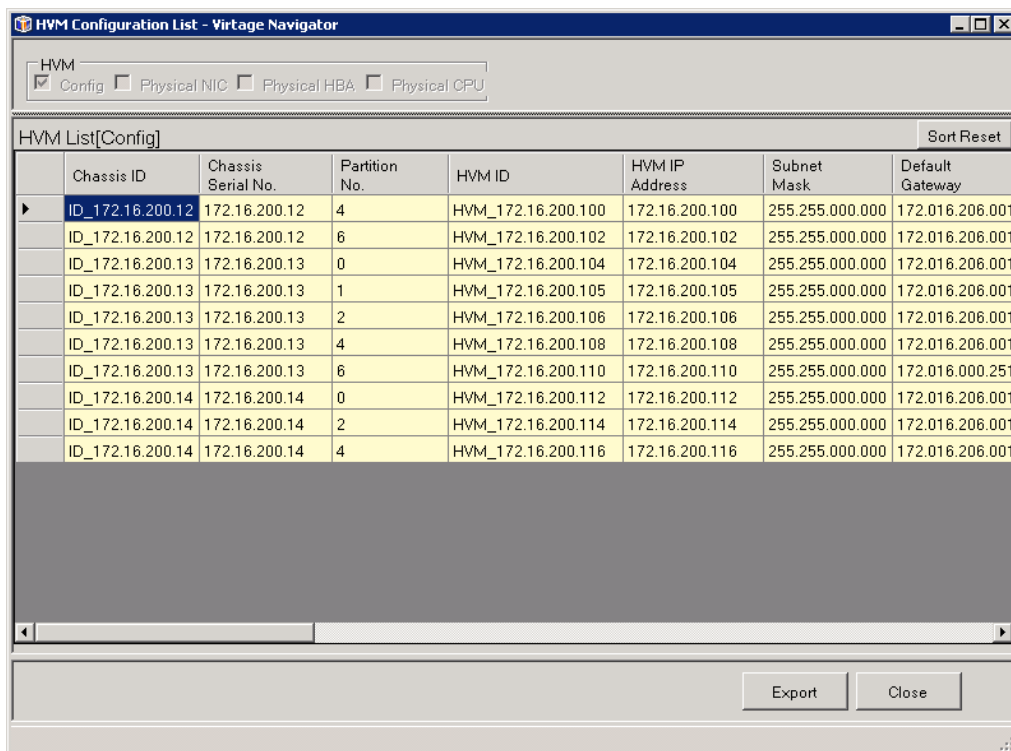 HVM Configuration List - Virtage Navigator
HVM
Config Physical NIC Physical HBA Physical CPU
HVM List[Config] Sort Reset
Chassis ID Chassis Serial No. Partition No. HVM ID HVM IP Address Subnet Mask Default Gateway
ID_172.16.200.12 172.16.200.12 4 HVM_172.16.200.100 172.16.200.100 255.255.000.000 172.016.206.001
ID_172.16.200.12 172.16.200.12 6 HVM_172.16.200.102 172.16.200.102 255.255.000.000 172.016.206.001
ID_172.16.200.13 172.16.200.13 0 HVM_172.16.200.104 172.16.200.104 255.255.000.000 172.016.206.001
ID_172.16.200.13 172.16.200.13 1 HVM_172.16.200.105 172.16.200.105 255.255.000.000 172.016.206.001
ID_172.16.200.13 172.16.200.13 2 HVM_172.16.200.106 172.16.200.106 255.255.000.000 172.016.206.001
ID_172.16.200.13 172.16.200.13 4 HVM_172.16.200.108 172.16.200.108 255.255.000.000 172.016.206.001
ID_172.16.200.13 172.16.200.13 6 HVM_172.16.200.110 172.16.200.110 255.255.000.000 172.016.000.251
ID_172.16.200.14 172.16.200.14 0 HVM_172.16.200.112 172.16.200.112 255.255.000.000 172.016.206.001
ID_172.16.200.14 172.16.200.14 2 HVM_172.16.200.114 172.16.200.114 255.255.000.000 172.016.206.001
ID_172.16.200.14 172.16.200.14 4 HVM_172.16.200.116 172.16.200.116 255.255.000.000 172.016.206.001
Export Close